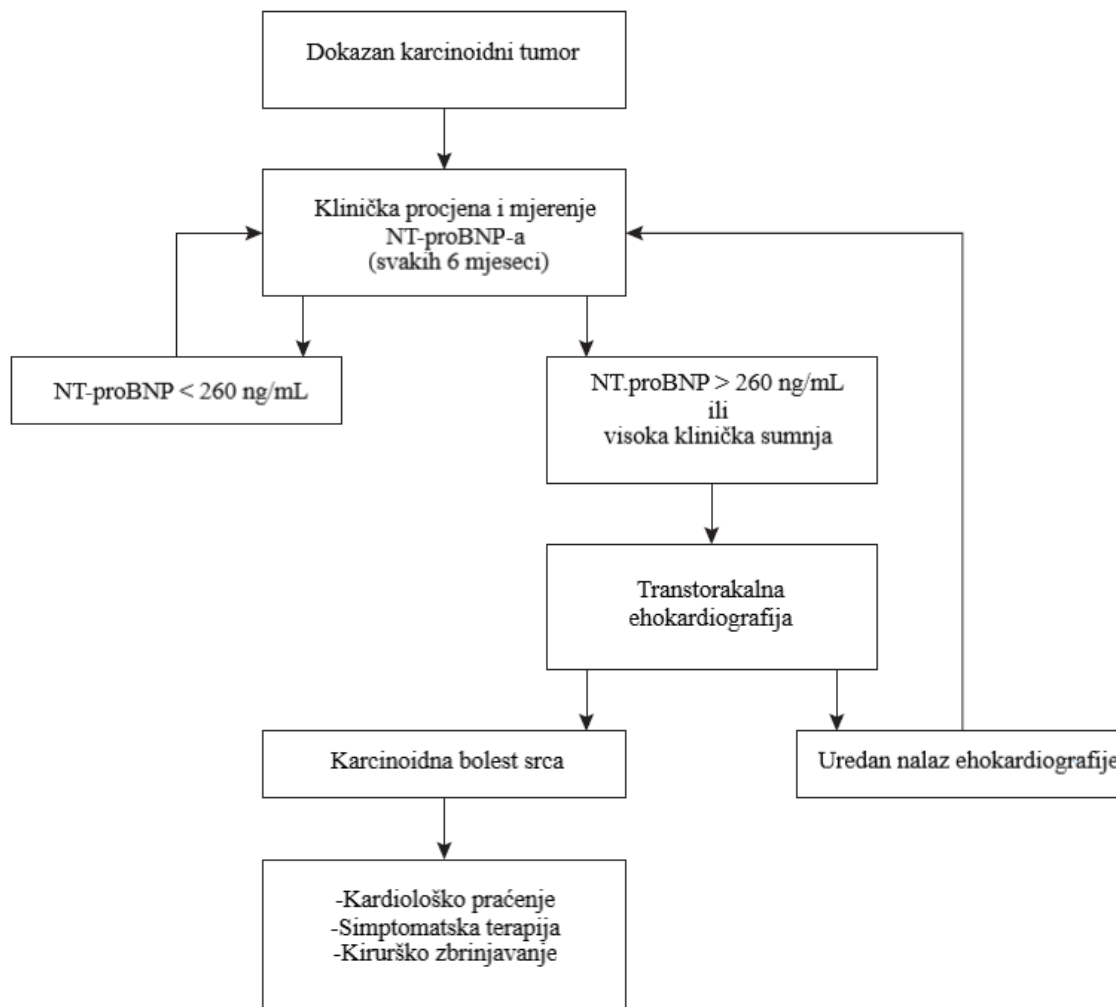 Dokazan karcinoidni tumor
Klinička procjena i mjerenje
NT-proBNP-a
(svakih 6 mjeseci)
NT-proBNP < 260 ng/mL
NT.proBNP > 260 ng/mL
ili
visoka klinička sumnja
Transtorakalna
ehokardiografija
Karcinoidna bolest srca
Uredan nalaz ehokardiografije
-Kardiološko praćenje
-Simptomatska terapija
-Kirurško zbrinjavanje